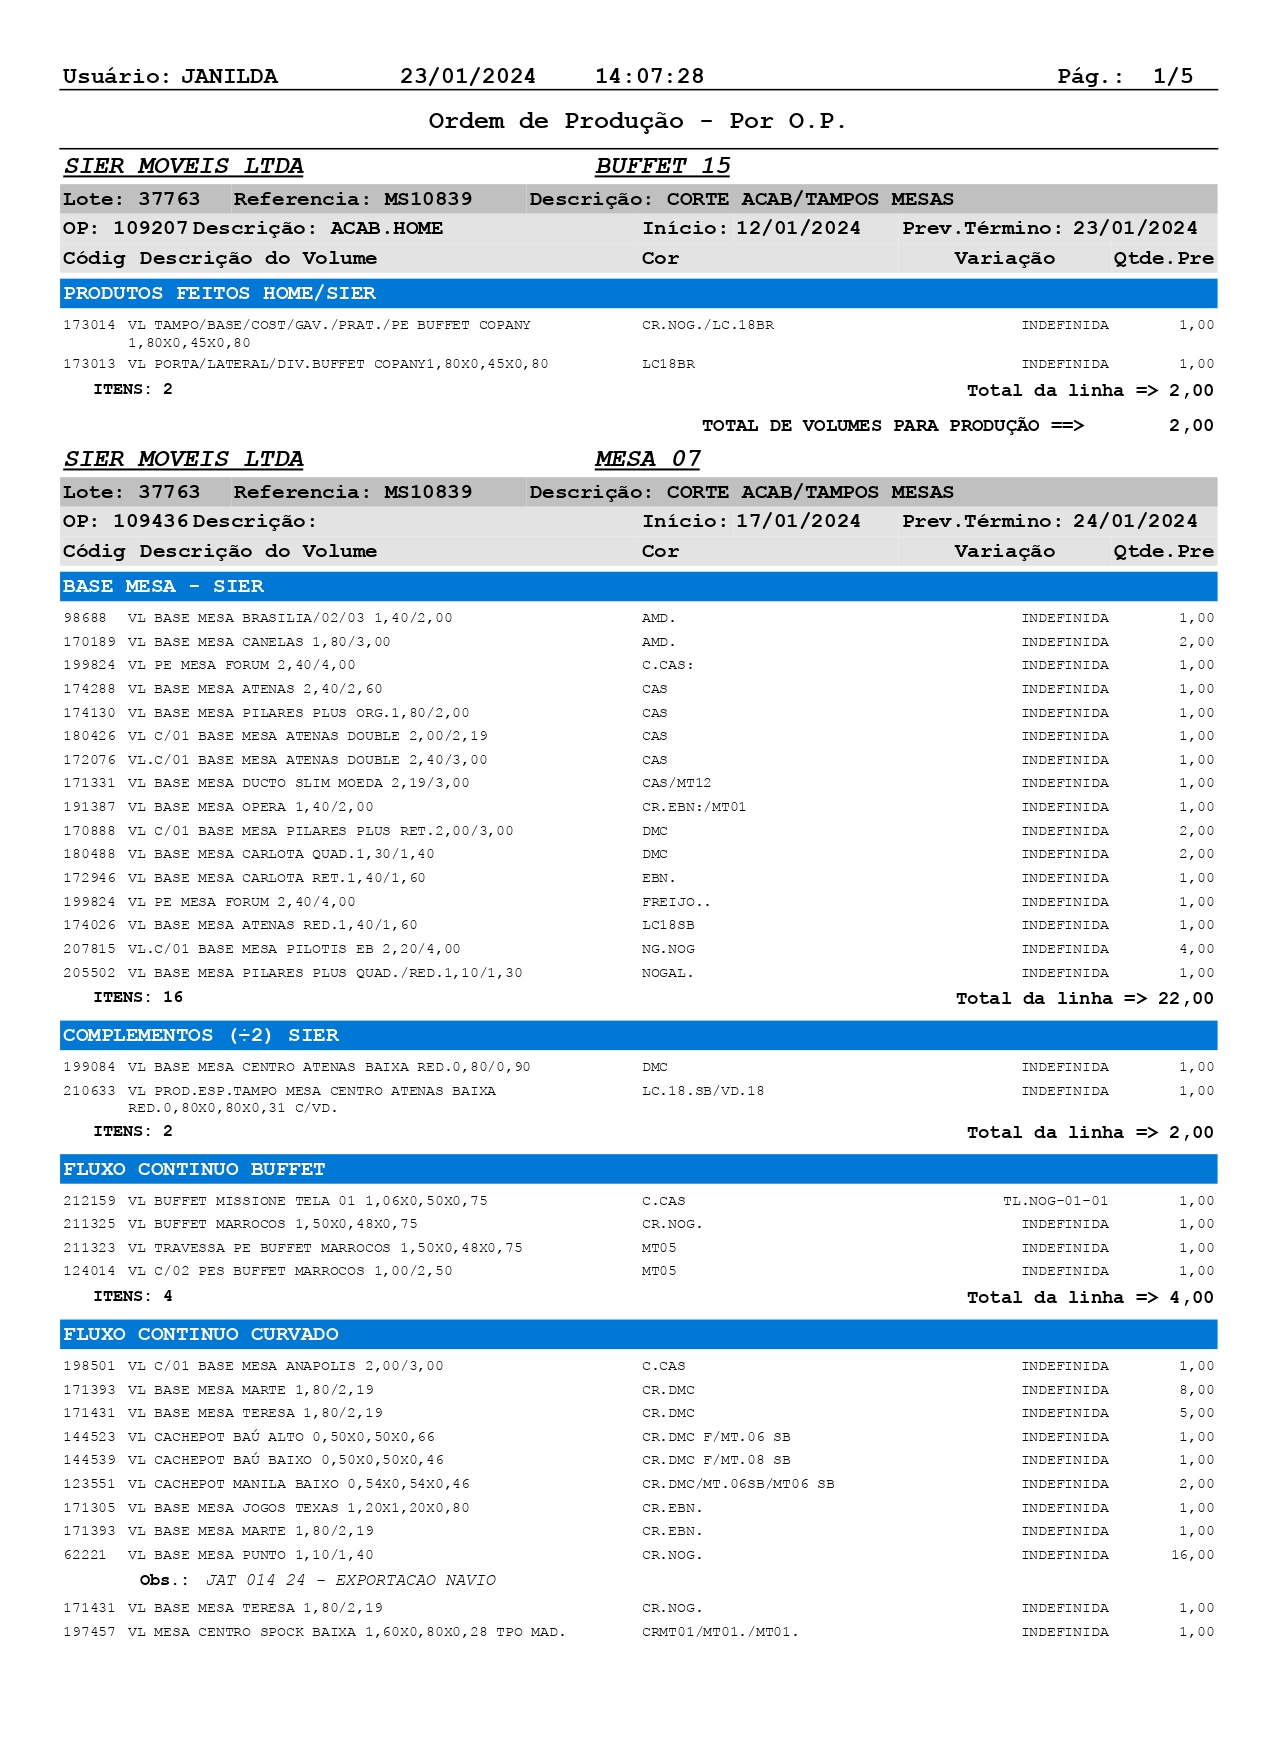 Usuário: JANILDA 23/01/2024 14:07:28 Pág.: 1/5
Ordem de Produção - Por O.P.
SIER MOVEIS LTDA BUFFET 15
Lote: 37763 Referencia: MS10839 Descrição: CORTE ACAB/TAMPOS MESAS
OP: 109207 Descrição: ACAB.HOME Início: 12/01/2024 Prev.Término: 23/01/2024
Códig Descrição do Volume Cor Variação Qtde.Pre
PRODUTOS FEITOS HOME/SIER
173014 VL TAMPO/BASE/COST/GAV./PRAT./PE BUFFET COPANY CR.NOG./LC.18BR INDEFINIDA 1,00
1,80X0,45X0,80
173013 VL PORTA/LATERAL/DIV.BUFFET COPANY1,80X0,45X0,80 LC18BR INDEFINIDA 1,00
ITENS: 2 Total da linha => 2,00
TOTAL DE VOLUMES PARA PRODUÇÃO ==> 2,00
SIER MOVEIS LTDA MESA 07
Lote: 37763 Referencia: MS10839 Descrição: CORTE ACAB/TAMPOS MESAS
OP: 109436 Descrição: Início: 17/01/2024 Prev.Término: 24/01/2024
Códig Descrição do Volume Cor Variação Qtde.Pre
BASE MESA - SIER
98688 VL BASE MESA BRASILIA/02/03 1,40/2,00 AMD. INDEFINIDA 1,00
170189 VL BASE MESA CANELAS 1,80/3,00 AMD. INDEFINIDA 2,00
199824 VL PE MESA FORUM 2,40/4,00 C.CAS: INDEFINIDA 1,00
174288 VL BASE MESA ATENAS 2,40/2,60 CAS INDEFINIDA 1,00
174130 VL BASE MESA PILARES PLUS ORG.1,80/2,00 CAS INDEFINIDA 1,00
180426 VL C/01 BASE MESA ATENAS DOUBLE 2,00/2,19 CAS INDEFINIDA 1,00
172076 VL.C/01 BASE MESA ATENAS DOUBLE 2,40/3,00 CAS INDEFINIDA 1,00
171331 VL BASE MESA DUCTO SLIM MOEDA 2,19/3,00 CAS/MT12 INDEFINIDA 1,00
191387 VL BASE MESA OPERA 1,40/2,00 CR.EBN:/MT01 INDEFINIDA 1,00
170888 VL C/01 BASE MESA PILARES PLUS RET.2,00/3,00 DMC INDEFINIDA 2,00
180488 VL BASE MESA CARLOTA QUAD.1,30/1,40 DMC INDEFINIDA 2,00
172946 VL BASE MESA CARLOTA RET.1,40/1,60 EBN. INDEFINIDA 1,00
199824 VL PE MESA FORUM 2,40/4,00 FREIJO.. INDEFINIDA 1,00
174026 VL BASE MESA ATENAS RED.1,40/1,60 LC18SB INDEFINIDA 1,00
207815 VL.C/01 BASE MESA PILOTIS EB 2,20/4,00 NG.NOG INDEFINIDA 4,00
205502 VL BASE MESA PILARES PLUS QUAD./RED.1,10/1,30 NOGAL. INDEFINIDA 1,00
ITENS: 16 Total da linha => 22,00
COMPLEMENTOS (÷2) SIER
199084 VL BASE MESA CENTRO ATENAS BAIXA RED.0,80/0,90 DMC INDEFINIDA 1,00
210633 VL PROD.ESP.TAMPO MESA CENTRO ATENAS BAIXA LC.18.SB/VD.18 INDEFINIDA 1,00
RED.0,80X0,80X0,31 C/VD.
ITENS: 2 Total da linha => 2,00
FLUXO CONTINUO BUFFET
212159 VL BUFFET MISSIONE TELA 01 1,06X0,50X0,75 C.CAS TL.NOG-01-01 1,00
211325 VL BUFFET MARROCOS 1,50X0,48X0,75 CR.NOG. INDEFINIDA 1,00
211323 VL TRAVESSA PE BUFFET MARROCOS 1,50X0,48X0,75 MT05 INDEFINIDA 1,00
124014 VL C/02 PES BUFFET MARROCOS 1,00/2,50 MT05 INDEFINIDA 1,00
ITENS: 4 Total da linha => 4,00
FLUXO CONTINUO CURVADO
198501 VL C/01 BASE MESA ANAPOLIS 2,00/3,00 C.CAS INDEFINIDA 1,00
171393 VL BASE MESA MARTE 1,80/2,19 CR.DMC INDEFINIDA 8,00
171431 VL BASE MESA TERESA 1,80/2,19 CR.DMC INDEFINIDA 5,00
144523 VL CACHEPOT BAÚ ALTO 0,50X0,50X0,66 CR.DMC F/MT.06 SB INDEFINIDA 1,00
144539 VL CACHEPOT BAÚ BAIXO 0,50X0,50X0,46 CR.DMC F/MT.08 SB INDEFINIDA 1,00
123551 VL CACHEPOT MANILA BAIXO 0,54X0,54X0,46 CR.DMC/MT.06SB/MT06 SB INDEFINIDA 2,00
171305 VL BASE MESA JOGOS TEXAS 1,20X1,20X0,80 CR.EBN. INDEFINIDA 1,00
171393 VL BASE MESA MARTE 1,80/2,19 CR.EBN. INDEFINIDA 1,00
62221 VL BASE MESA PUNTO 1,10/1,40 CR.NOG. INDEFINIDA 16,00
Obs.: JAT 014 24 - EXPORTACAO NAVIO
171431 VL BASE MESA TERESA 1,80/2,19 CR.NOG. INDEFINIDA 1,00
197457 VL MESA CENTRO SPOCK BAIXA 1,60X0,80X0,28 TPO MAD. CRMT01/MT01./MT01. INDEFINIDA 1,00